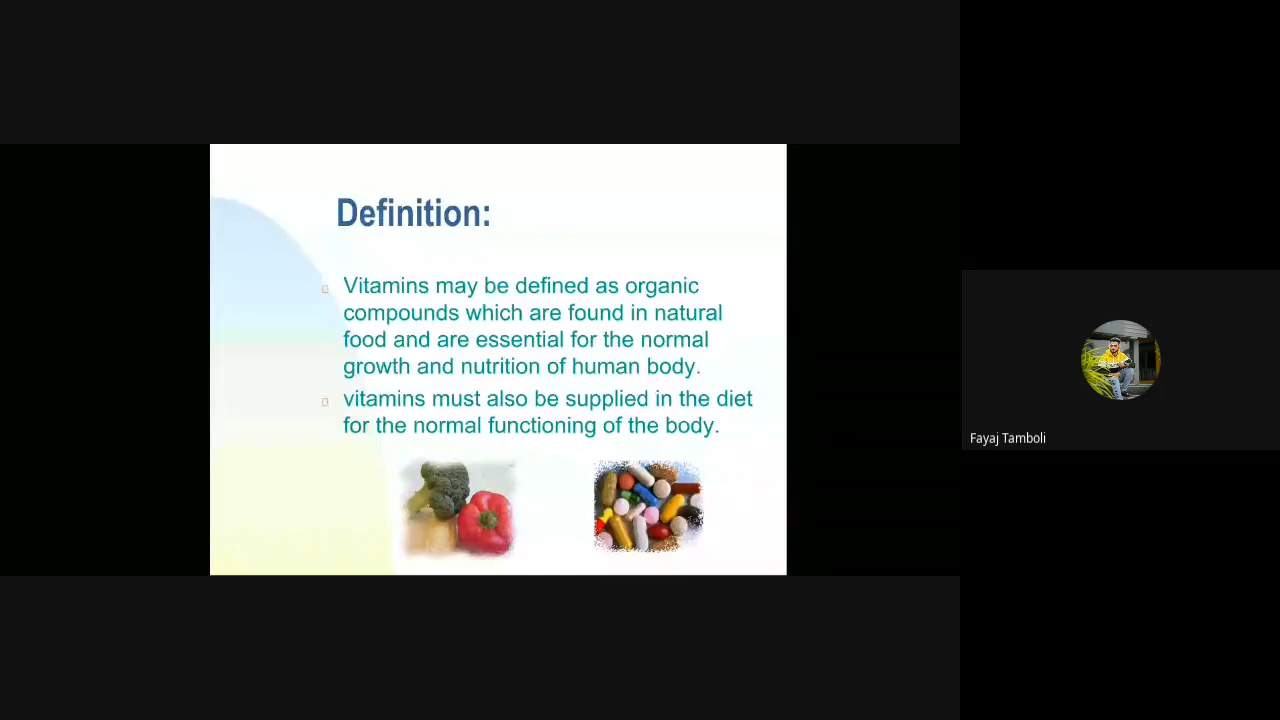 Definition:
Vitamins may be defined as organic
compounds which are found in natural
food and are essential for the normal
growth and nutrition of human body.
vitamins must also be supplied in the diet
for the normal functioning of the body.
Fayaj Tamboli